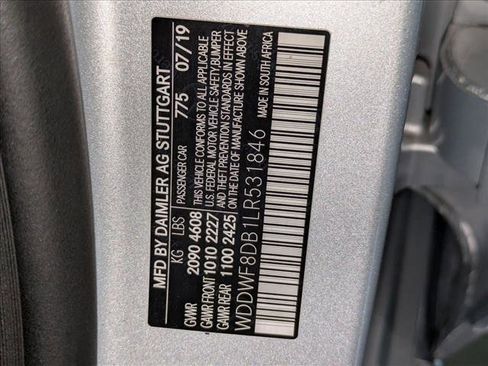 MFD BY DAIMLER AG STUTTGART
775 07/19
KG LBS PASSENGER CAR
GVWR 2090 4608 THIS VEHICLE CONFORMS TO ALL APPLICABLE
GAWR FRONT 1010 2227 U.S. FEDERAL MOTOR VEHICLE SAFETY, BUMPER
GAWR REAR 1100 2425 AND THEFT PREVENTION STANDARDS IN EFFECT
ON THE DATE OF MANUFACTURE SHOWN ABOVE
WDDWF8DB1LR531846 MADE IN SOUTH AFRICA